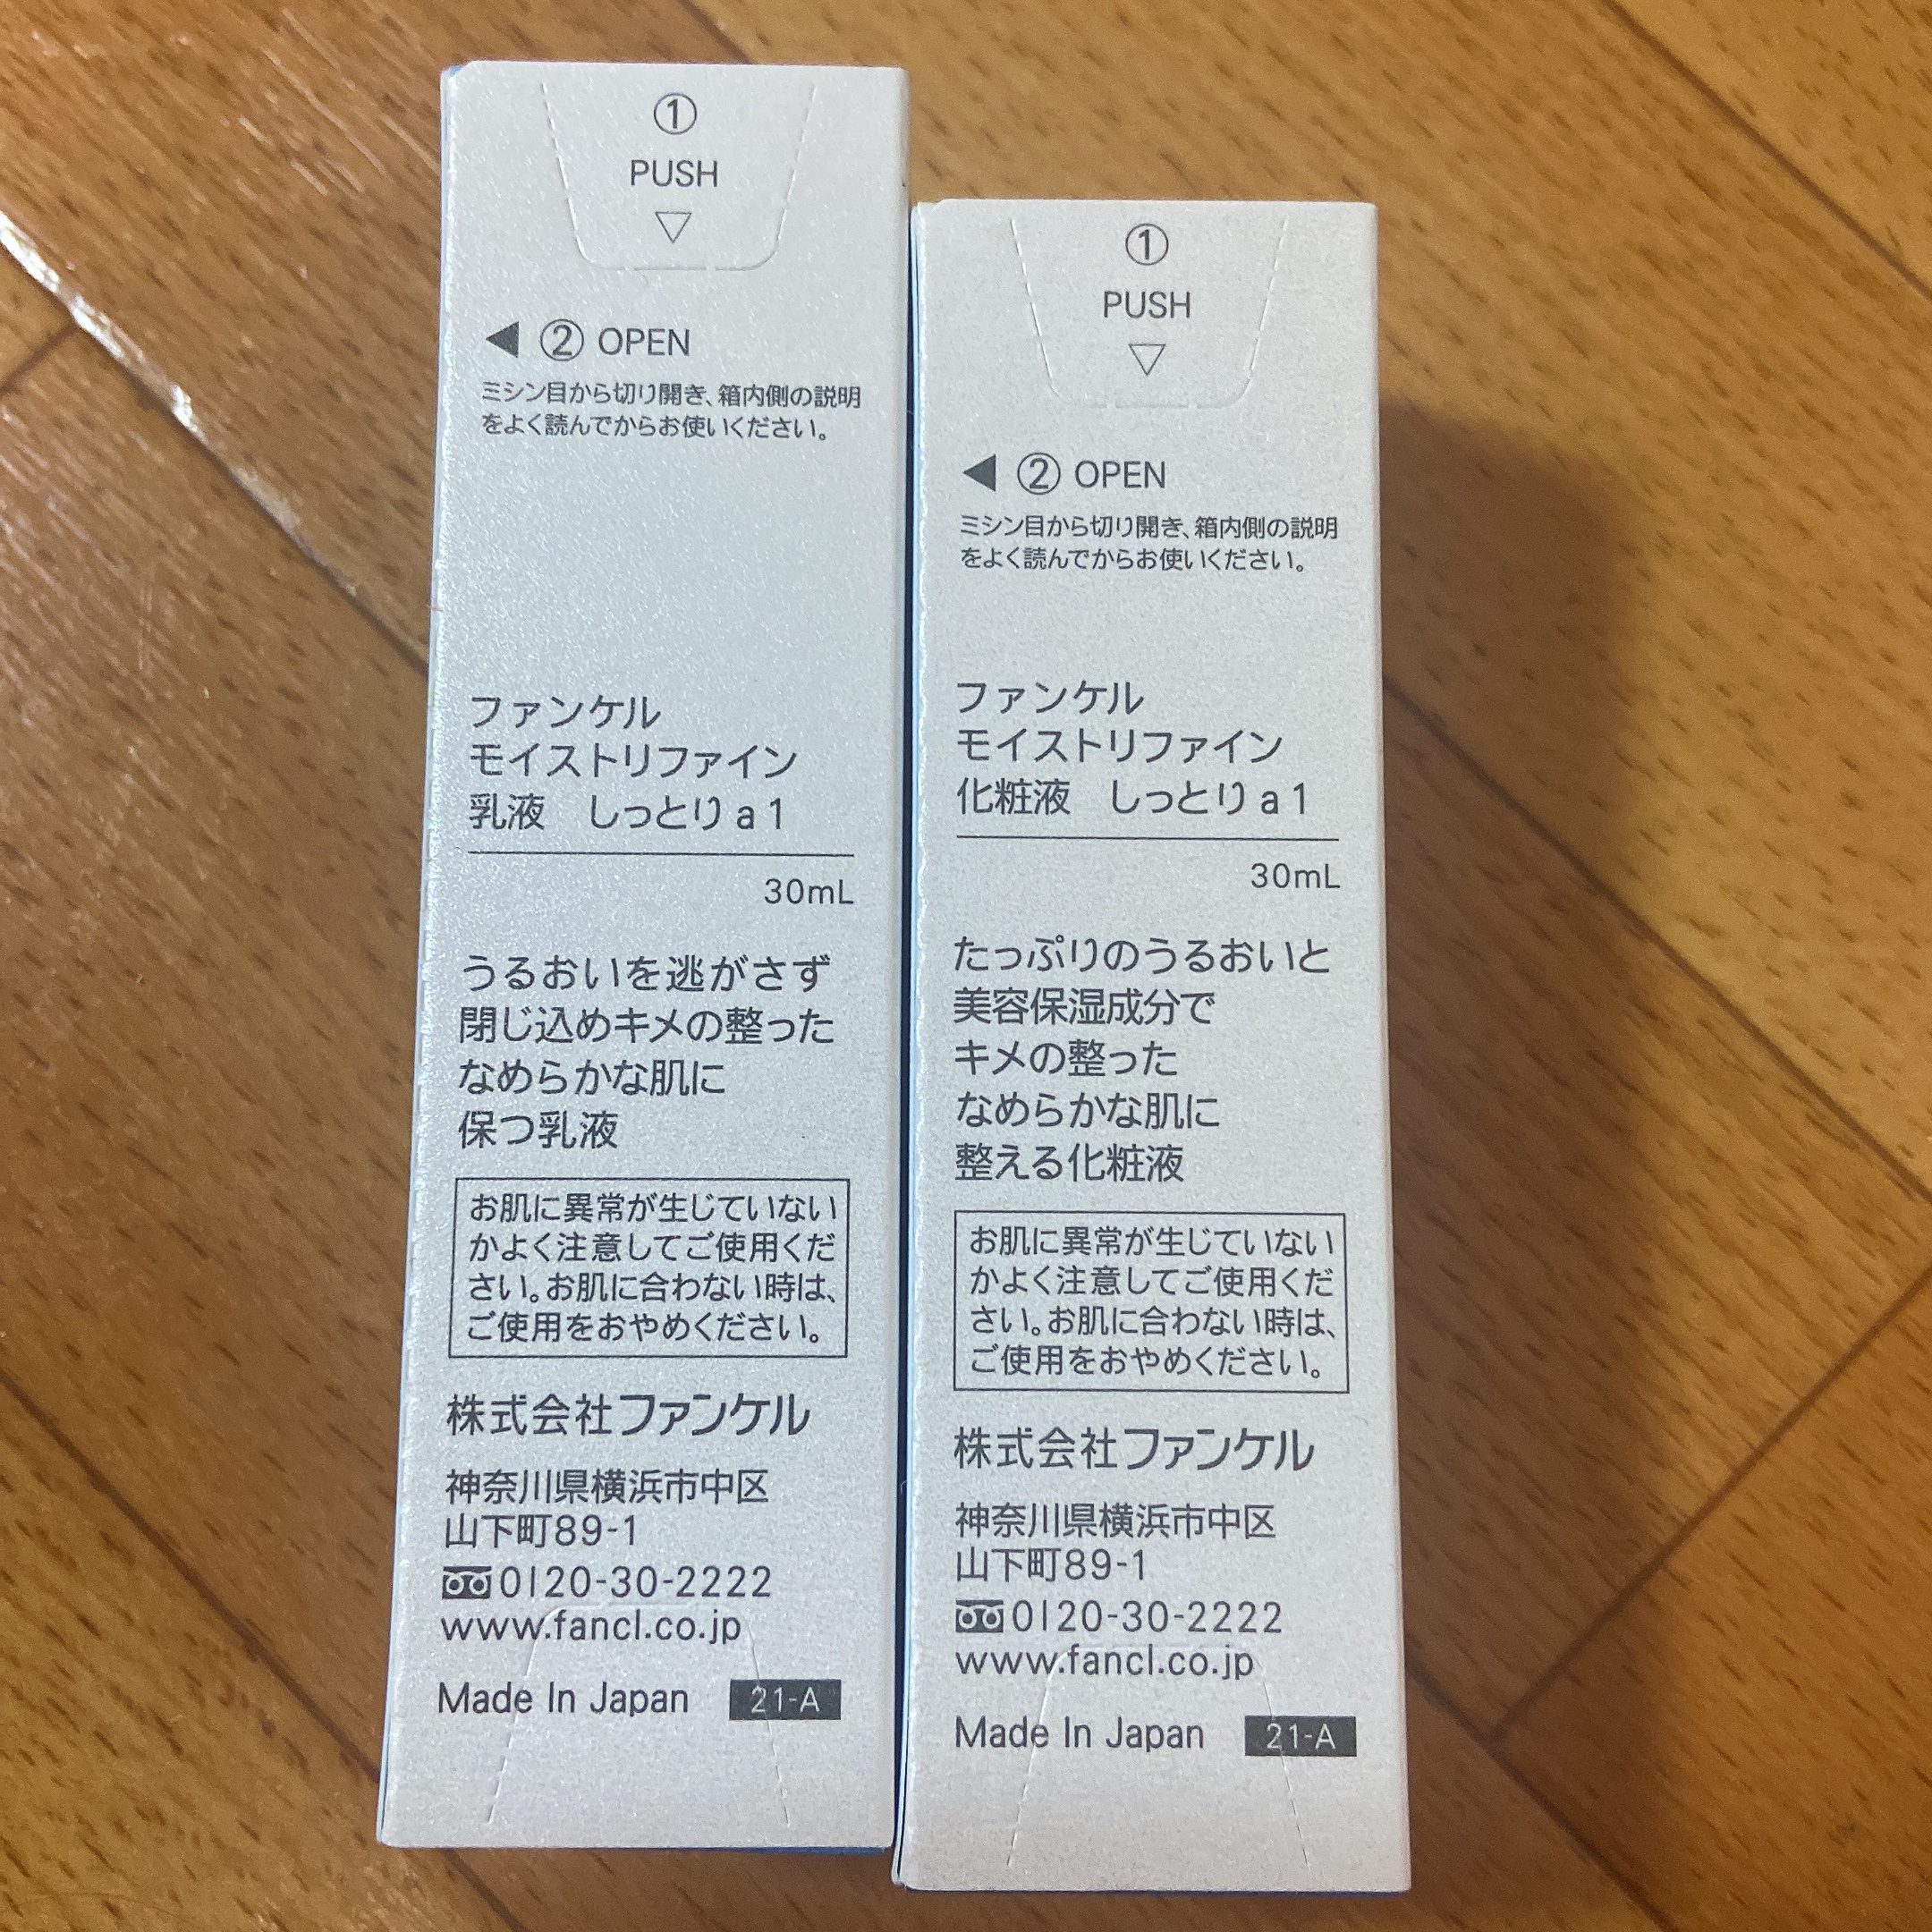 ①
PUSH
▽
◀ ② OPEN
ミシン目から切り開き、箱内側の説明
をよく読んでからお使いください。
ファンケル
モイストリファイン
乳液　しっとりａ１
30mL
うるおいを逃がさず
閉じ込めキメの整った
なめらかな肌に
保つ乳液
お肌に異常が生じていない
かよく注意してご使用くだ
さい。お肌に合わない時は、
ご使用をおやめください。
株式会社ファンケル
神奈川県横浜市中区
山下町89-1
0120-30-2222
www.fancl.co.jp
Made In Japan 21-A
①
PUSH
▽
◀ ② OPEN
ミシン目から切り開き、箱内側の説明
をよく読んでからお使いください。
ファンケル
モイストリファイン
化粧液　しっとりａ１
30mL
たっぷりのうるおいと
美容保湿成分で
キメの整った
なめらかな肌に
整える化粧液
お肌に異常が生じていない
かよく注意してご使用くだ
さい。お肌に合わない時は、
ご使用をおやめください。
株式会社ファンケル
神奈川県横浜市中区
山下町89-1
0120-30-2222
www.fancl.co.jp
Made In Japan 21-A